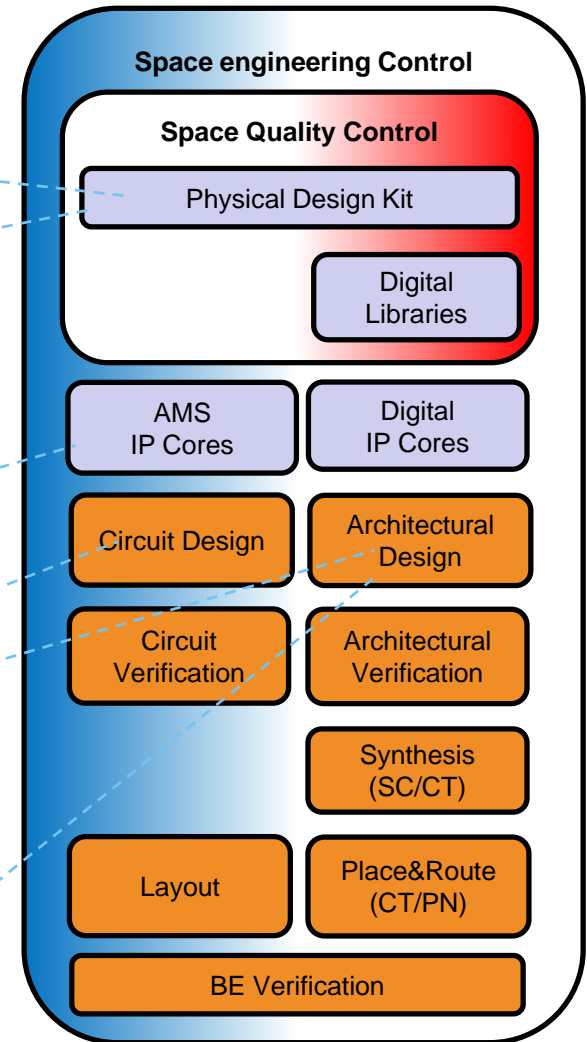 Space engineering Control
Space Quality Control
Physical Design Kit
Digital
Libraries
AMS
IP Cores
Digital
IP Cores
Circuit Design
Architectural
Design
Circuit
Verification
Architectural
Verification
Synthesis
(SC/CT)
Layout
Place&Route
(CT/PN)
BE Verification